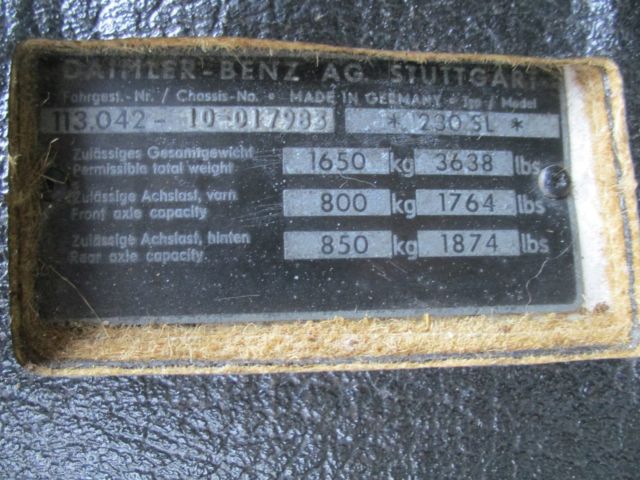 DAIMLER-BENZ AG STUTTGART
Fahrgest.-Nr. / Chassis-No. • MADE IN GERMANY • Typ / Model
113.042 - 10-017983 * 230 SL *
Zulässiges Gesamtgewicht 1650 kg 3638 lbs
Permissible total weight
Zulässige Achslast, vorn 800 kg 1764 lbs
Front axle capacity
Zulässige Achslast, hinten 850 kg 1874 lbs
Rear axle capacity